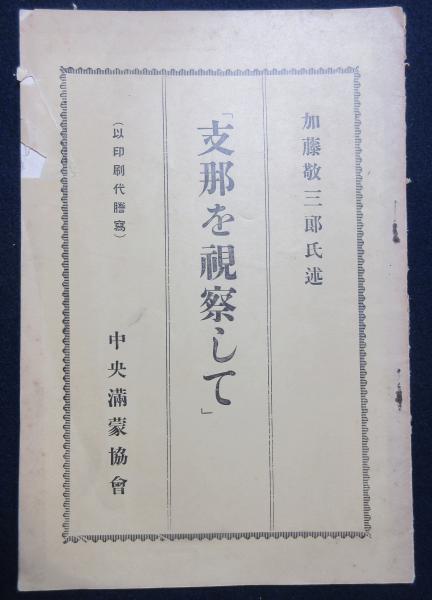 加藤敬三郎氏述
「支那を視察して」
（以印刷代謄寫）
中央滿蒙協會